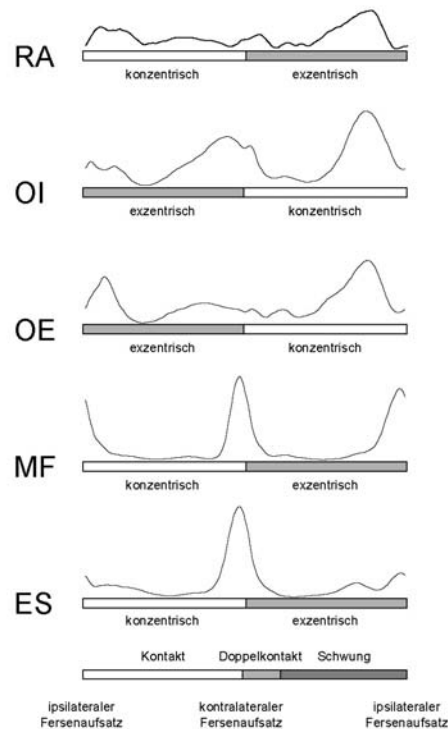 RA
konzentrisch exzentrisch
OI
exzentrisch konzentrisch
OE
exzentrisch konzentrisch
MF
konzentrisch exzentrisch
ES
konzentrisch exzentrisch
Kontakt Doppelkontakt Schwung
ipsilateraler kontralateraler ipsilateraler
Fersenaufsatz Fersenaufsatz Fersenaufsatz